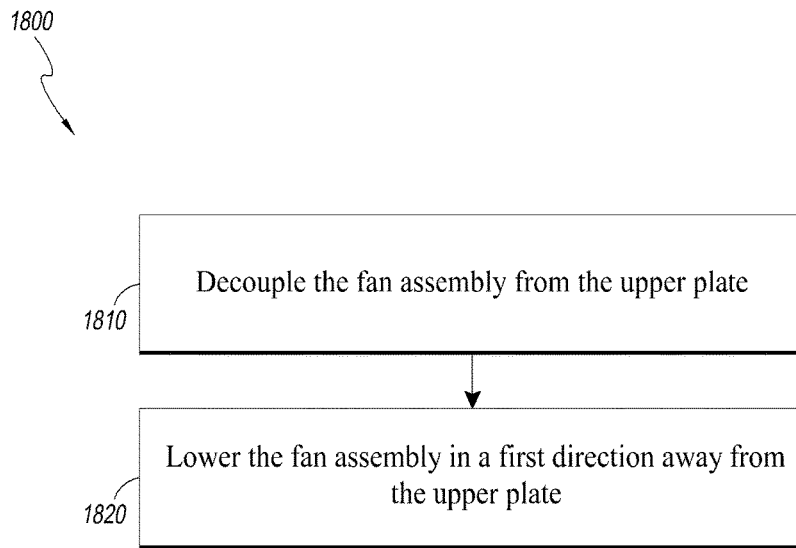 1800
Decouple the fan assembly from the upper plate
1810
Lower the fan assembly in a first direction away from
the upper plate
1820